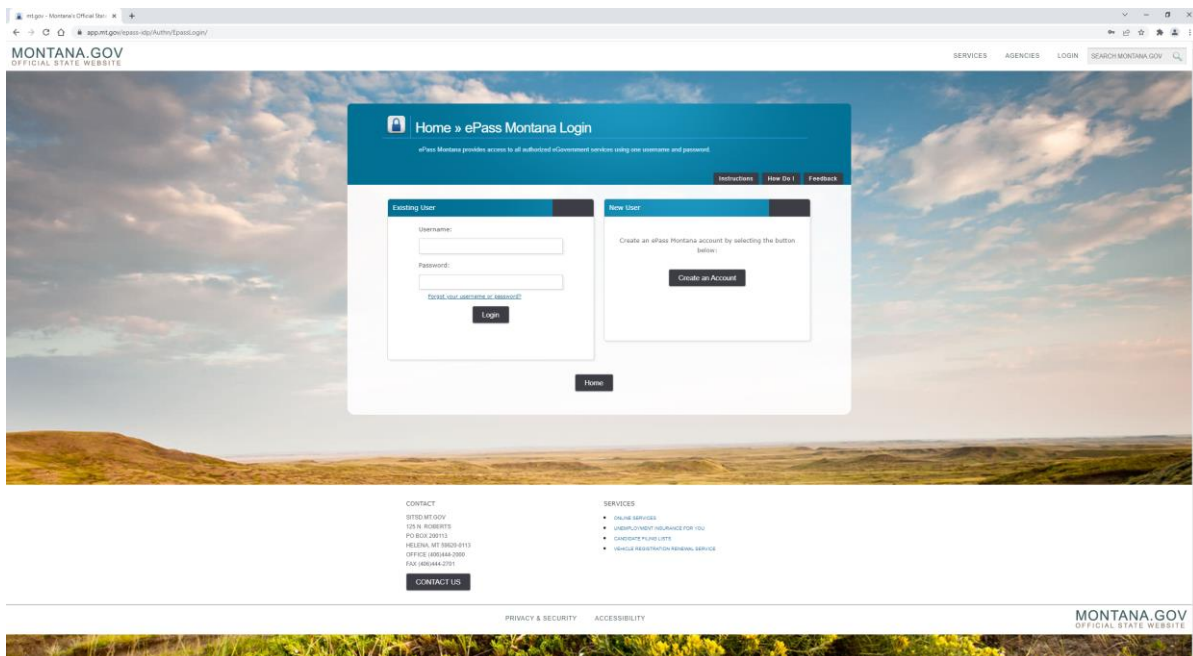 mt.gov - Montana's Official State
app.mt.gov/epass-idp/Authn/EpassLogin/
MONTANA.GOV
OFFICIAL STATE WEBSITE
SERVICES AGENCIES LOGIN SEARCH MONTANA.GOV
Home » ePass Montana Login
ePass Montana provides access to all authorized eGovernment services using one username and password.
Instructions How Do I Feedback
Existing User
Username:
Password:
Forgot your username or password?
Login
New User
Create an ePass Montana account by selecting the button
below:
Create an Account
Home
CONTACT
SITSD.MT.GOV
125 N. ROBERTS
PO BOX 200113
HELENA, MT 59620-0113
OFFICE (406)444-2000
FAX: (406)444-2701
CONTACT US
SERVICES
ONLINE SERVICES
UNEMPLOYMENT INSURANCE FOR YOU
CANDIDATE FILING LISTS
VEHICLE REGISTRATION RENEWAL SERVICE
PRIVACY & SECURITY ACCESSIBILITY
MONTANA.GOV
OFFICIAL STATE WEBSITE